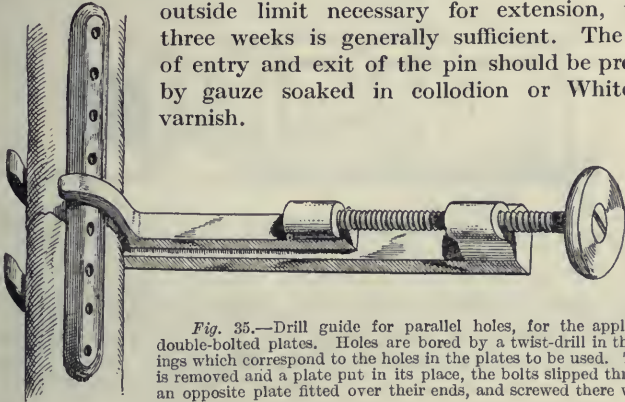 outside limit necessary for extension,
three weeks is generally sufficient. The
of entry and exit of the pin should be pre
by gauze soaked in collodion or White
varnish.
Fig. 35.—Drill guide for parallel holes, for the appl
double-bolted plates. Holes are bored by a twist-drill in th
ings which correspond to the holes in the plates to be used.
is removed and a plate put in its place, the bolts slipped thr
an opposite plate fitted over their ends, and screwed there